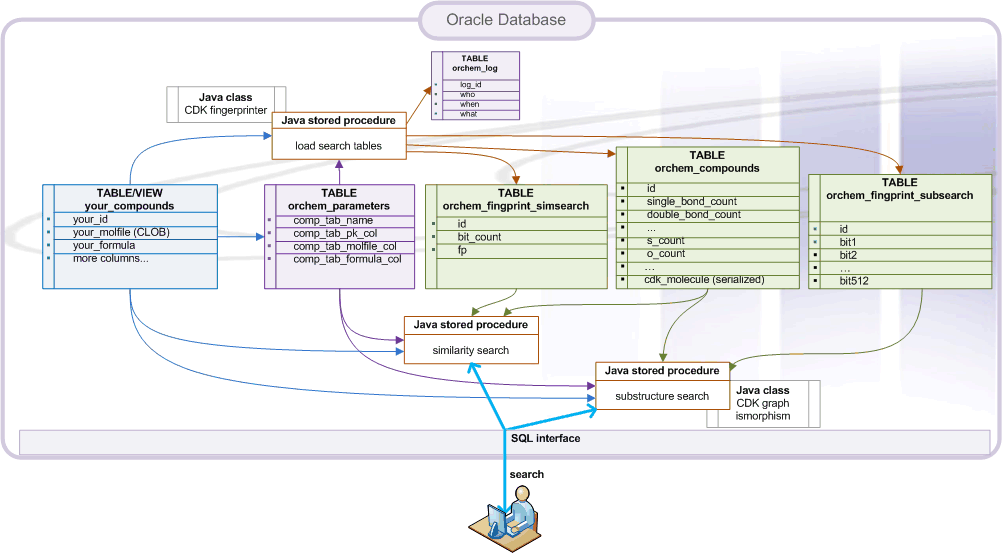 Oracle Database
TABLE
orchem_log
log_id
who
when
what
Java class
CDK fingerprinter
Java stored procedure
load search tables
TABLE/VIEW
your_compounds
your_id
your_molfile (CLOB)
your_formula
more columns...
TABLE
orchem_parameters
comp_tab_name
comp_tab_pk_col
comp_tab_molfile_col
comp_tab_formula_col
TABLE
orchem_fingprint_simsearch
id
bit_count
fp
TABLE
orchem_compounds
id
single_bond_count
double_bond_count
...
s_count
o_count
...
cdk_molecule (serialized)
TABLE
orchem_fingprint_subsearch
id
bit1
bit2
...
bit512
Java stored procedure
similarity search
Java stored procedure
substructure search
Java class
CDK graph
ismorphism
SQL interface
search